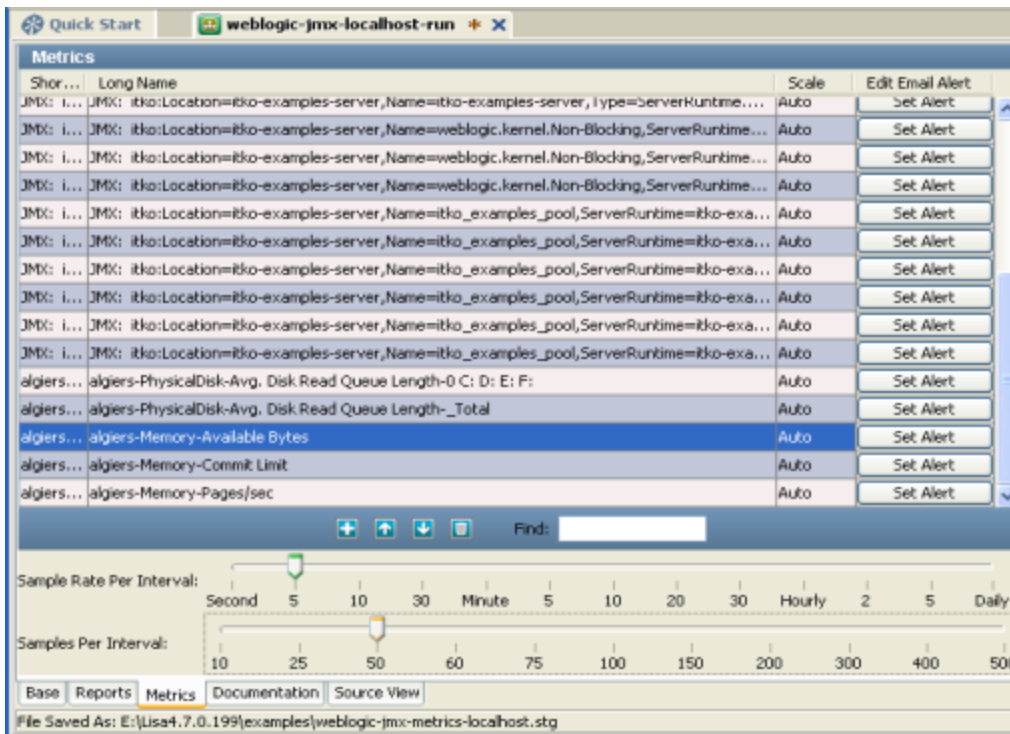 Quick Start weblogic-jmx-localhost-run
Metrics
Shor... Long Name Scale Edit Email Alert
JMX: i... JMX: itko:Location=itko-examples-server,Name=itko-examples-server,Type=ServerRuntime.... Auto Set Alert
JMX: i... JMX: itko:Location=itko-examples-server,Name=weblogic.kernel.Non-Blocking,ServerRuntime... Auto Set Alert
JMX: i... JMX: itko:Location=itko-examples-server,Name=weblogic.kernel.Non-Blocking,ServerRuntime... Auto Set Alert
JMX: i... JMX: itko:Location=itko-examples-server,Name=weblogic.kernel.Non-Blocking,ServerRuntime... Auto Set Alert
JMX: i... JMX: itko:Location=itko-examples-server,Name=itko_examples_pool,ServerRuntime=itko-exa... Auto Set Alert
JMX: i... JMX: itko:Location=itko-examples-server,Name=itko_examples_pool,ServerRuntime=itko-exa... Auto Set Alert
JMX: i... JMX: itko:Location=itko-examples-server,Name=itko_examples_pool,ServerRuntime=itko-exa... Auto Set Alert
JMX: i... JMX: itko:Location=itko-examples-server,Name=itko_examples_pool,ServerRuntime=itko-exa... Auto Set Alert
JMX: i... JMX: itko:Location=itko-examples-server,Name=itko_examples_pool,ServerRuntime=itko-exa... Auto Set Alert
JMX: i... JMX: itko:Location=itko-examples-server,Name=itko_examples_pool,ServerRuntime=itko-exa... Auto Set Alert
algiers... algiers-PhysicalDisk-Avg. Disk Read Queue Length-0 C: D: E: F: Auto Set Alert
algiers... algiers-PhysicalDisk-Avg. Disk Read Queue Length-_Total Auto Set Alert
algiers... algiers-Memory-Available Bytes Auto Set Alert
algiers... algiers-Memory-Commit Limit Auto Set Alert
algiers... algiers-Memory-Pages/sec Auto Set Alert
Find:
Sample Rate Per Interval:
Second 5 10 30 Minute 5 10 20 30 Hourly 2 5 Daily
Samples Per Interval:
10 25 50 60 75 100 150 200 300 400 500
Base Reports Metrics Documentation Source View
File Saved As: E:\Lisa4.7.0.199\examples\weblogic-jmx-metrics-localhost.stg